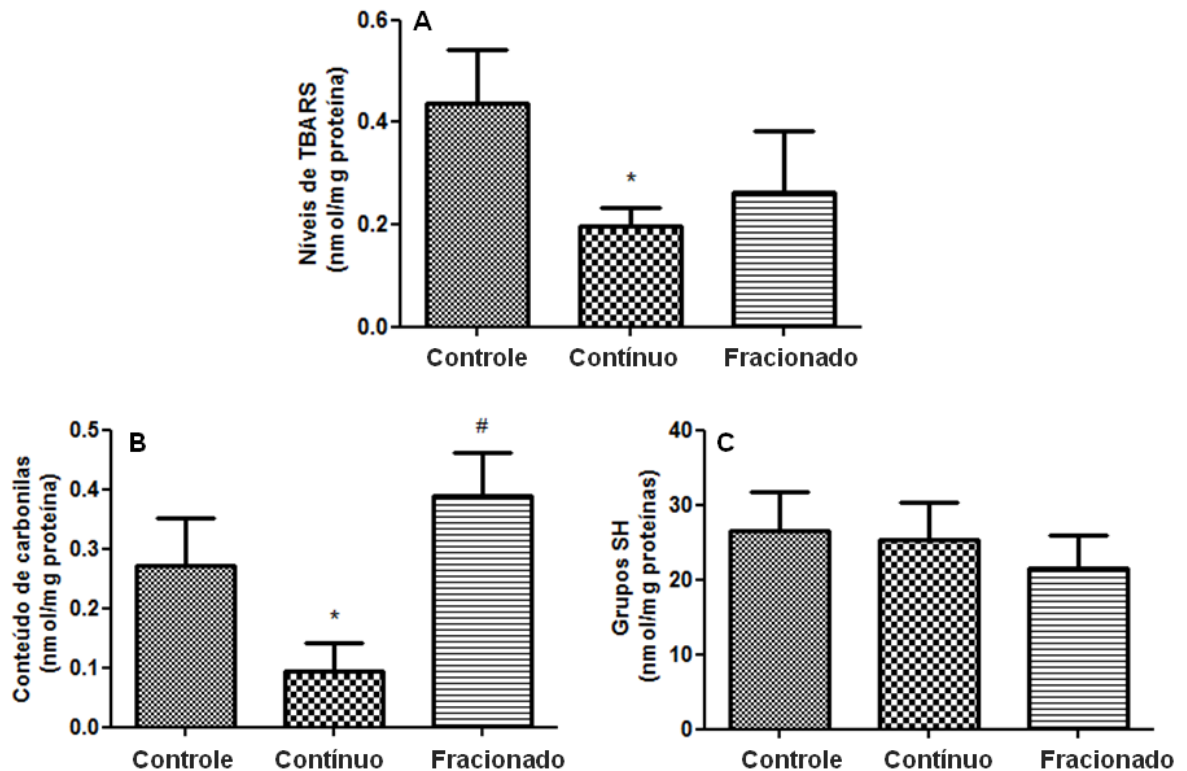 A
Níveis de TBARS
(nmol/mg proteína)
0.6
0.4
0.2
0.0
*
Controle Contínuo Fracionado
B
Conteúdo de carbonilas
(nmol/mg proteína)
0.5
0.4
0.3
0.2
0.1
0.0
*
#
Controle Contínuo Fracionado
C
Grupos SH
(nmol/mg proteínas)
40
30
20
10
0
Controle Contínuo Fracionado